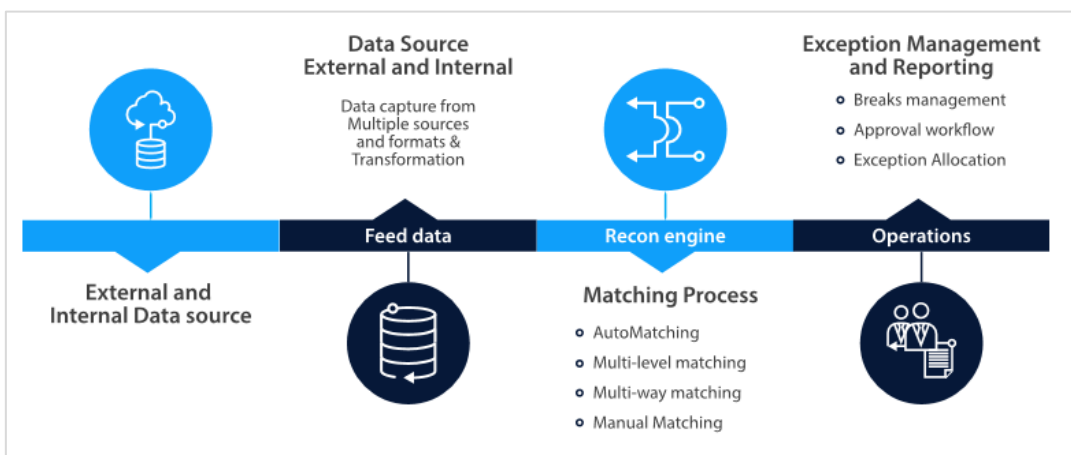 Data Source
External and Internal
Data capture from
Multiple sources
and formats &
Transformation
Exception Management
and Reporting
Breaks management
Approval workflow
Exception Allocation
Feed data
Recon engine
Operations
External and
Internal Data source
Matching Process
AutoMatching
Multi-level matching
Multi-way matching
Manual Matching